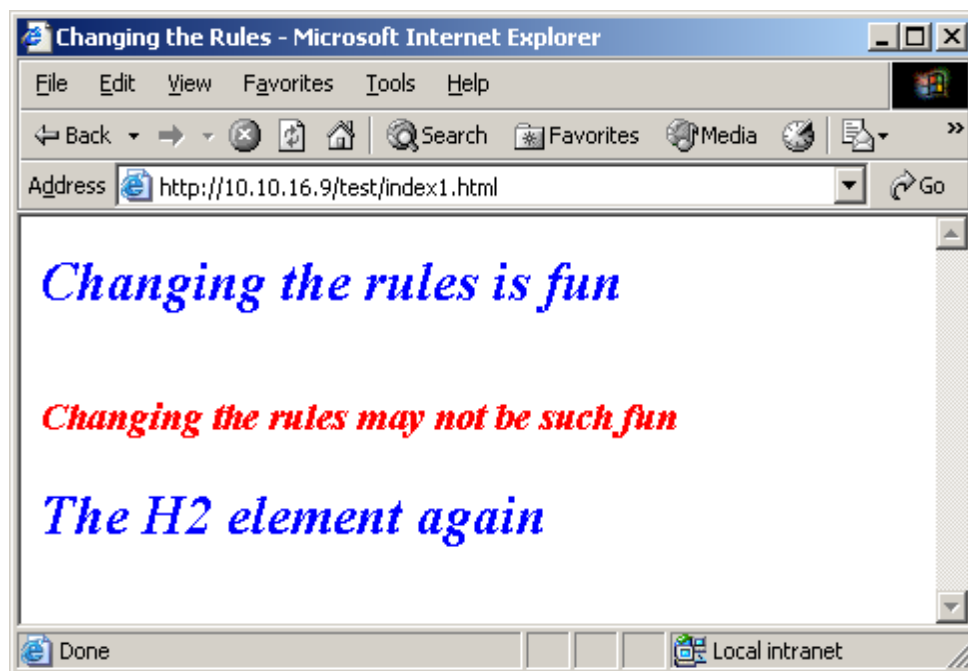 Changing the Rules - Microsoft Internet Explorer
File Edit View Favorites Tools Help
Back Search Favorites Media »
Address http://10.10.16.9/test/index1.html Go
Changing the rules is fun
Changing the rules may not be such fun
The H2 element again
Done Local intranet